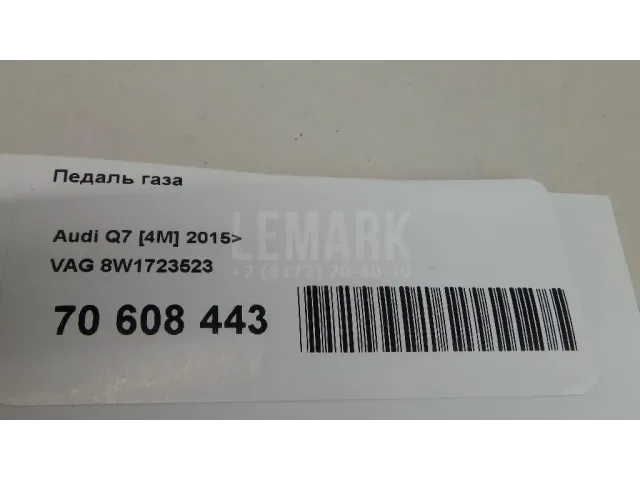 Педаль газа
Audi Q7 [4M] 2015>
VAG 8W1723523
70 608 443
LEMARK